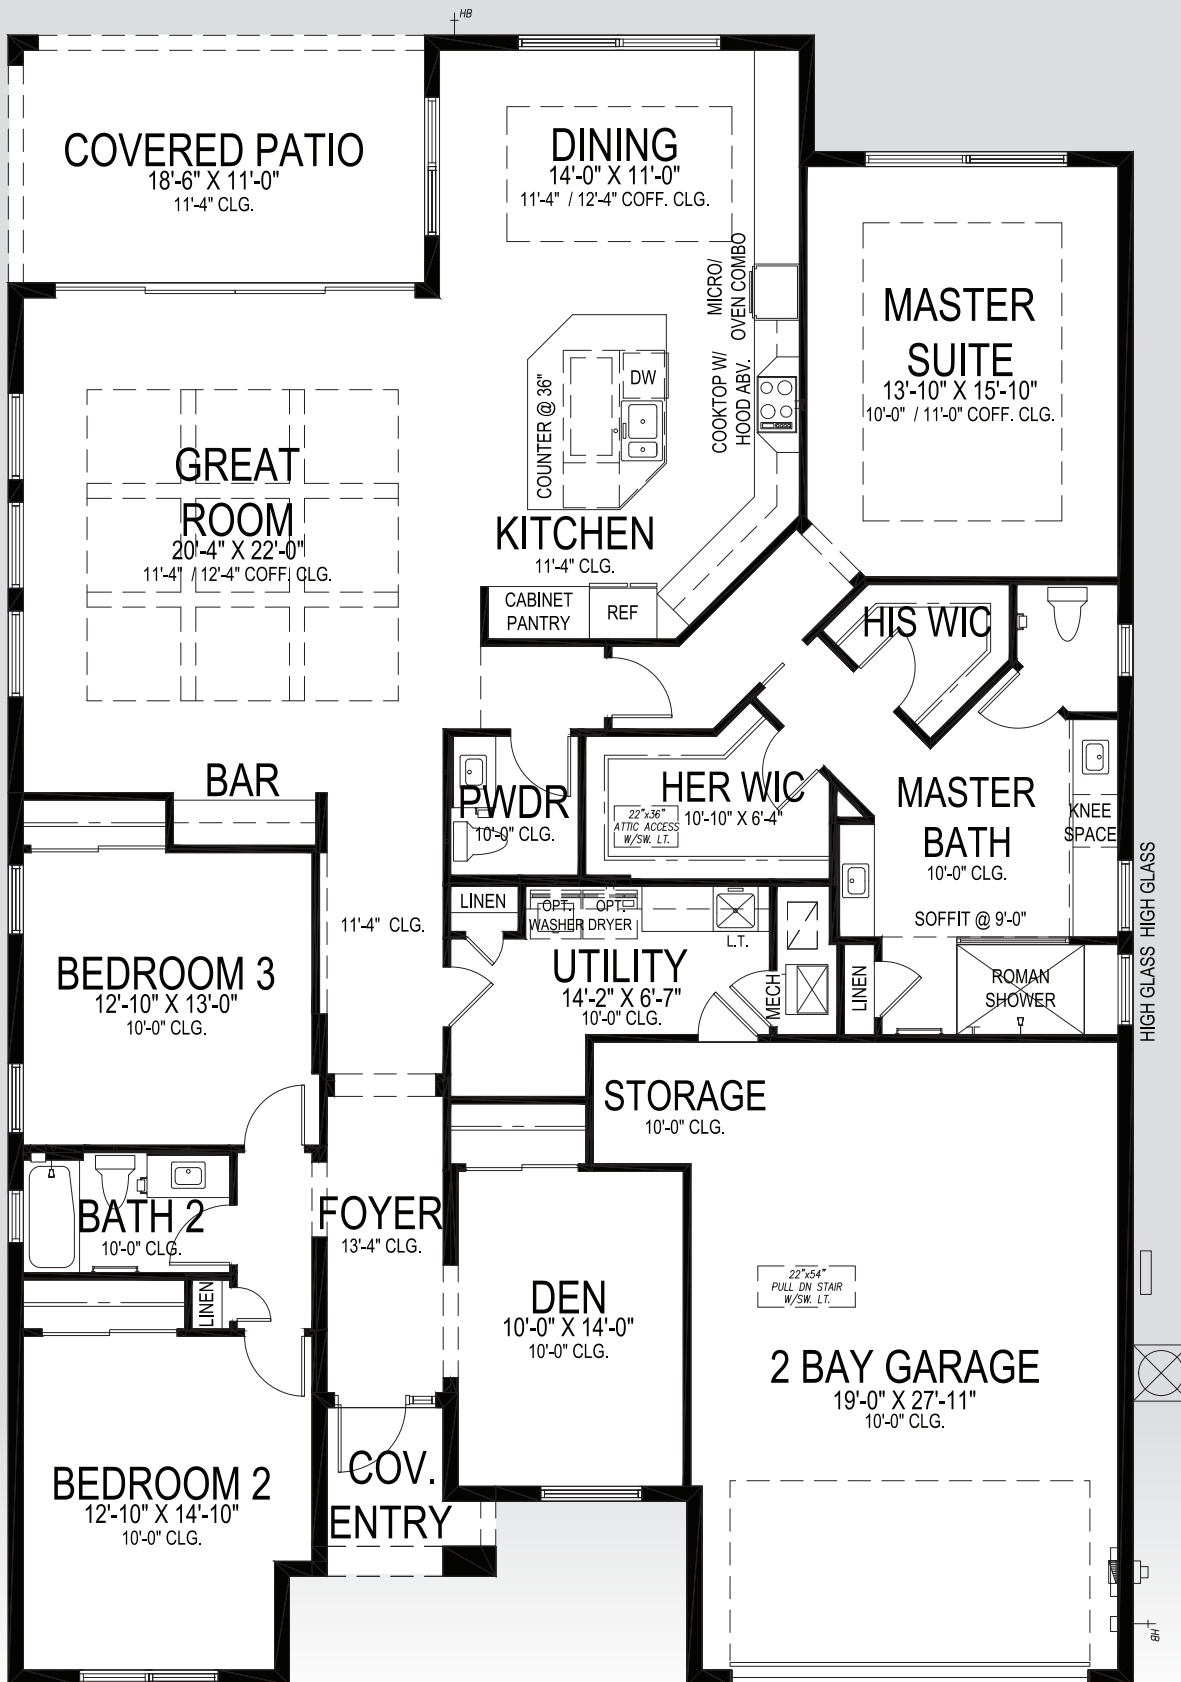 HB
COVERED PATIO
18'-6" X 11'-0"
11'-4" CLG.
DINING
14'-0" X 11'-0"
11'-4" / 12'-4" COFF. CLG.
MICRO/
OVEN COMBO
COOKTOP W/
HOOD ABV.
DW
COUNTER @ 36"
MASTER
SUITE
13'-10" X 15'-10"
10'-0" / 11'-0" COFF. CLG.
GREAT
ROOM
20'-4" X 22'-0"
11'-4" / 12'-4" COFF. CLG.
KITCHEN
11'-4" CLG.
CABINET
PANTRY
REF
HIS WIC
BAR
PWDR
10'-0" CLG.
HER WIC
10'-10" X 6'-4"
22"x36"
ATTIC ACCESS
W/SW. LT.
MASTER
BATH
10'-0" CLG.
KNEE
SPACE
SOFFIT @ 9'-0"
HIGH GLASS
HIGH GLASS
11'-4" CLG.
LINEN
OPT.
WASHER
OPT.
DRYER
L.T.
UTILITY
14'-2" X 6'-7"
10'-0" CLG.
MECH
LINEN
ROMAN
SHOWER
BEDROOM 3
12'-10" X 13'-0"
10'-0" CLG.
STORAGE
10'-0" CLG.
BATH 2
10'-0" CLG.
FOYER
13'-4" CLG.
LINEN
DEN
10'-0" X 14'-0"
10'-0" CLG.
22"x54"
PULL DN STAIR
W/SW. LT.
2 BAY GARAGE
19'-0" X 27'-11"
10'-0" CLG.
BEDROOM 2
12'-10" X 14'-10"
10'-0" CLG.
COV.
ENTRY
HB